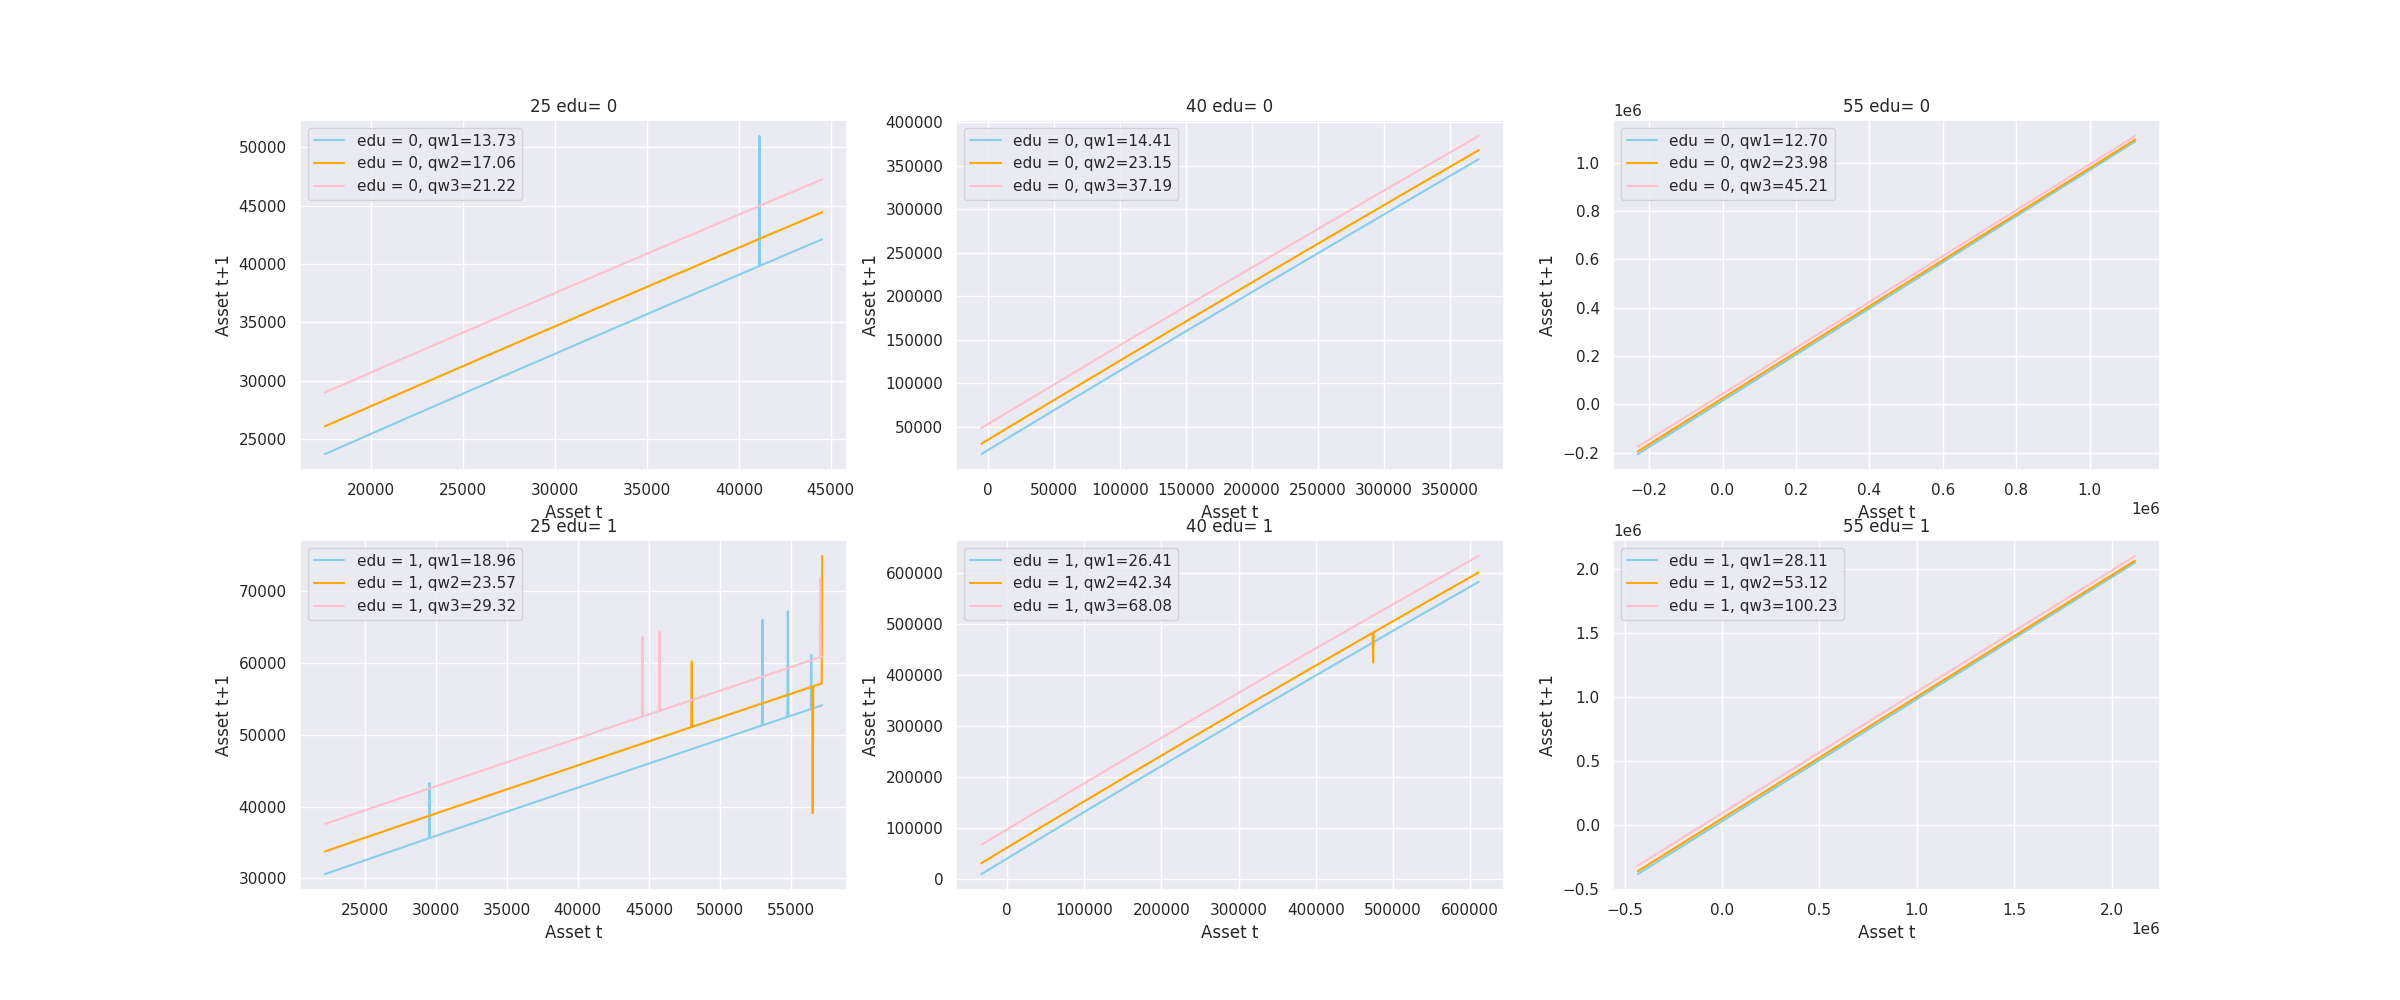 25 edu= 0
edu = 0, qw1=13.73
edu = 0, qw2=17.06
edu = 0, qw3=21.22
50000
45000
40000
35000
30000
25000
Asset t+1
20000 25000 30000 35000 40000 45000
Asset t
40 edu= 0
edu = 0, qw1=14.41
edu = 0, qw2=23.15
edu = 0, qw3=37.19
400000
350000
300000
250000
200000
150000
100000
50000
Asset t+1
0 50000 100000 150000 200000 250000 300000 350000
Asset t
55 edu= 0
1e6
edu = 0, qw1=12.70
edu = 0, qw2=23.98
edu = 0, qw3=45.21
1.0
0.8
0.6
0.4
0.2
0.0
−0.2
Asset t+1
−0.2 0.0 0.2 0.4 0.6 0.8 1.0
1e6
Asset t
25 edu= 1
edu = 1, qw1=18.96
edu = 1, qw2=23.57
edu = 1, qw3=29.32
70000
60000
50000
40000
30000
Asset t+1
25000 30000 35000 40000 45000 50000 55000
Asset t
40 edu= 1
edu = 1, qw1=26.41
edu = 1, qw2=42.34
edu = 1, qw3=68.08
600000
500000
400000
300000
200000
100000
0
Asset t+1
0 100000 200000 300000 400000 500000 600000
Asset t
55 edu= 1
1e6
edu = 1, qw1=28.11
edu = 1, qw2=53.12
edu = 1, qw3=100.23
2.0
1.5
1.0
0.5
0.0
−0.5
Asset t+1
−0.5 0.0 0.5 1.0 1.5 2.0
1e6
Asset t